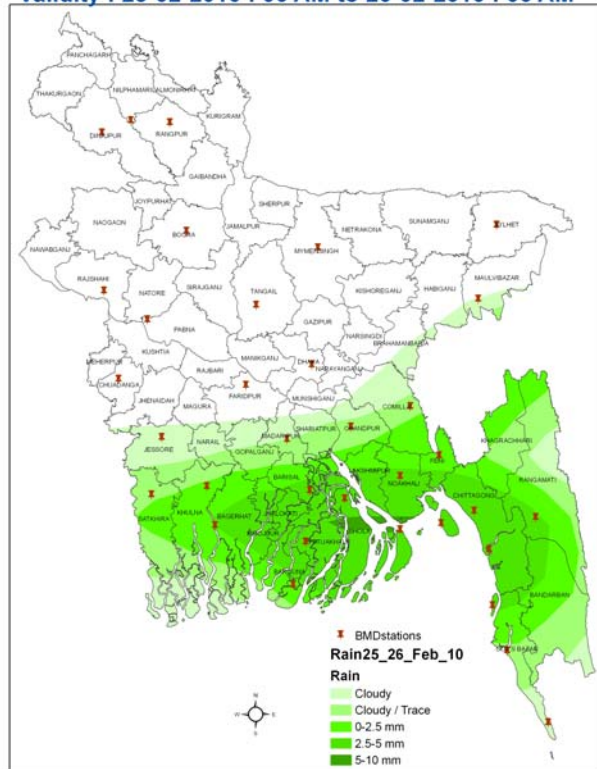 PANCHAGARH
THAKURGAON
NILPHAMARI
LALMONIRHAT
DINAJPUR
RANGPUR
KURIGRAM
GAIBANDHA
JOYPURHAT
NAOGAON
BOGRA
JAMALPUR
SHERPUR
NETRAKONA
SUNAMGANJ
SYLHET
NAWABGANJ
MYMENSINGH
RAJSHAHI
NATORE
SIRAJGANJ
TANGAIL
KISHOREGANJ
HABIGANJ
MAULVIBAZAR
PABNA
GAZIPUR
NARSINGDI
BRAHAMANBARIA
KUSHTIA
MEHERPUR
CHUADANGA
RAJBARI
MANIKGANJ
DHAKA
NARAYANGANJ
JHENAIDAH
MAGURA
FARIDPUR
MUNSHIGANJ
COMILLA
KHAGRACHHARI
JESSORE
NARAIL
GOPALGANJ
MADARIPUR
SHARIATPUR
CHANDPUR
FENI
RANGAMATI
SATKHIRA
KHULNA
BAGERHAT
BARISAL
LAKSHMIPUR
NOAKHALI
CHITTAGONG
PATUAKHALI
BARGUNA
BANDARBAN
N
W
E
S
BMDstations
Rain25_26_Feb_10
Rain
Cloudy
Cloudy / Trace
0-2.5 mm
2.5-5 mm
5-10 mm